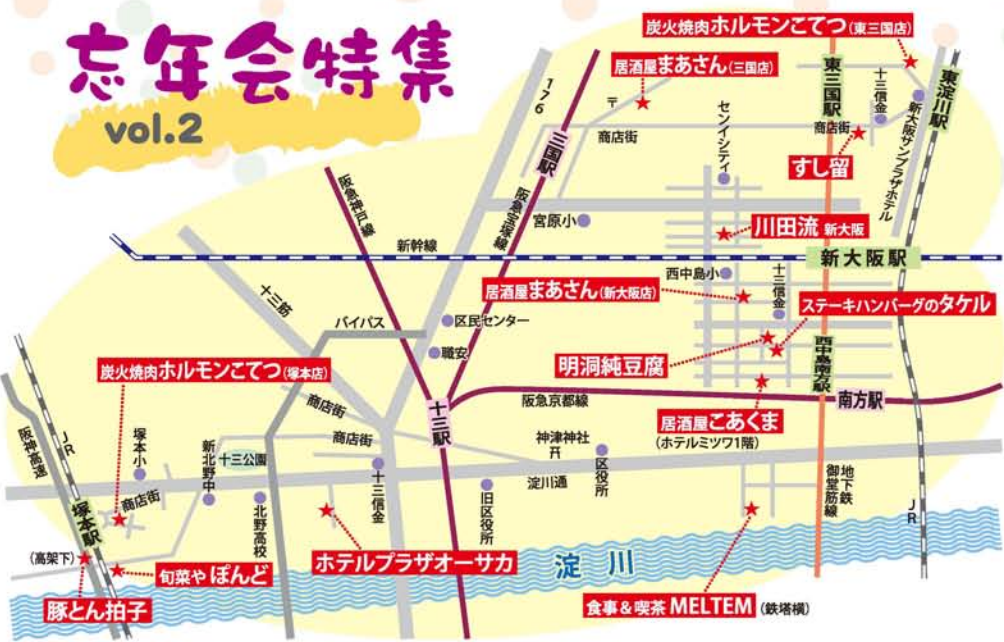 忘年会特集
vol.2
炭火焼肉ホルモンこてつ(東三国店)
居酒屋まあさん(三国店)
東三国駅
十三信金
東淀川駅
新大阪サンプラザホテル
商店街
すし留
176
〒
商店街
センイシティ
三国駅
阪急神戸線
阪急宝塚線
宮原小
川田流 新大阪
新幹線
新大阪駅
西中島小
十三信金
居酒屋まあさん(新大阪店)
ステーキハンバーグのタケル
十三筋
バイパス
区民センター
職安
明洞純豆腐
西中島南方駅
炭火焼肉ホルモンこてつ(塚本店)
商店街
十三駅
阪急京都線
南方駅
居酒屋こあくま
(ホテルミツワ1階)
阪神高速
JR
塚本小
新北野中
十三公園
商店街
神津神社
区役所
淀川通
商店街
北野高校
十三信金
旧区役所
地下鉄
御堂筋線
JR
塚本駅
(高架下)
旬菜や ぽんど
ホテルプラザオーサカ
淀川
豚とん拍子
食事&喫茶 MELTEM (鉄塔横)